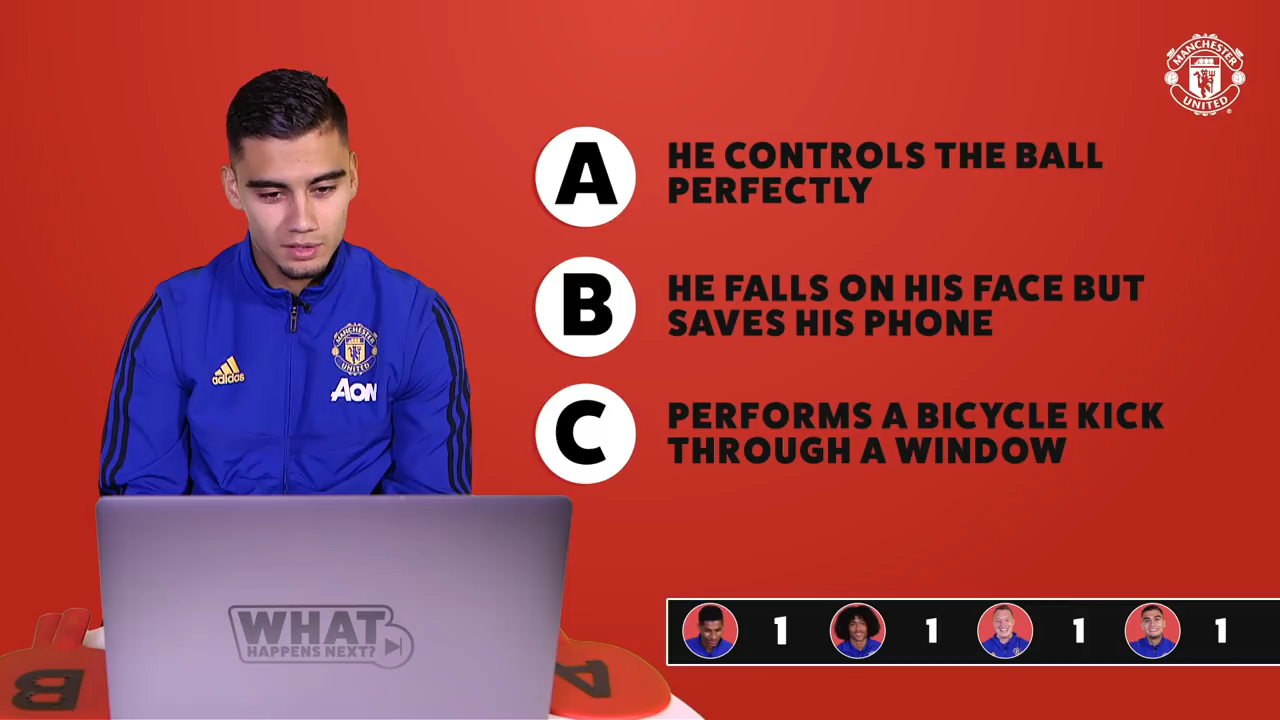 MANCHESTER
UNITED
A
HE CONTROLS THE BALL
PERFECTLY
B
HE FALLS ON HIS FACE BUT
SAVES HIS PHONE
C
PERFORMS A BICYCLE KICK
THROUGH A WINDOW
adidas
MANCHESTER
UNITED
AON
WHAT
HAPPENS NEXT?
B
A
1
1
1
1